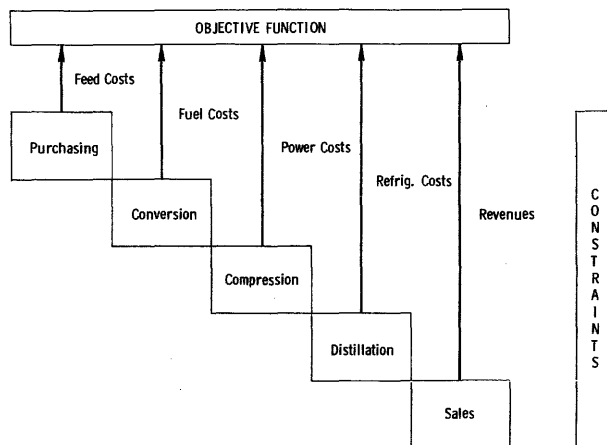 OBJECTIVE FUNCTION
Feed Costs
Fuel Costs
Power Costs
Refrig. Costs
Revenues
Purchasing
Conversion
Compression
Distillation
Sales
CONSTRAINTS